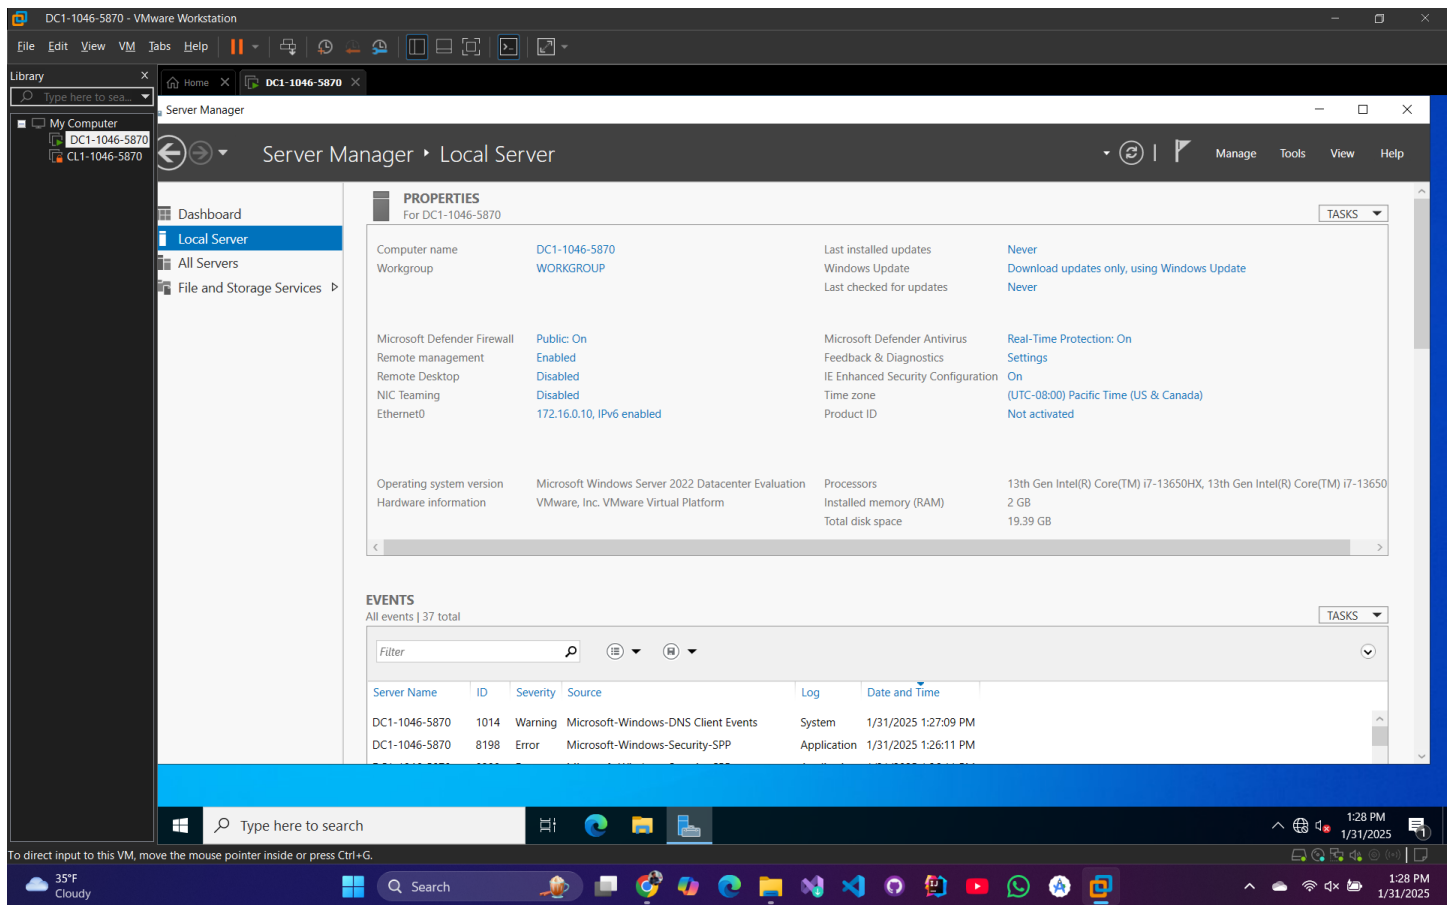 DC1-1046-5870 - VMware Workstation
File Edit View VM Tabs Help
Library X
Type here to sea...
My Computer
DC1-1046-5870
CL1-1046-5870
Home
DC1-1046-5870
Server Manager
Server Manager • Local Server
Manage Tools View Help
Dashboard
Local Server
All Servers
File and Storage Services
PROPERTIES
For DC1-1046-5870
TASKS
Computer name DC1-1046-5870 Last installed updates Never
Workgroup WORKGROUP Windows Update Download updates only, using Windows Update
Last checked for updates Never
Microsoft Defender Firewall Public: On Microsoft Defender Antivirus Real-Time Protection: On
Remote management Enabled Feedback & Diagnostics Settings
Remote Desktop Disabled IE Enhanced Security Configuration On
NIC Teaming Disabled Time zone (UTC-08:00) Pacific Time (US & Canada)
Ethernet0 172.16.0.10, IPv6 enabled Product ID Not activated
Operating system version Microsoft Windows Server 2022 Datacenter Evaluation Processors 13th Gen Intel(R) Core(TM) i7-13650HX, 13th Gen Intel(R) Core(TM) i7-13650
Hardware information VMware, Inc. VMware Virtual Platform Installed memory (RAM) 2 GB
Total disk space 19.39 GB
EVENTS
All events | 37 total
TASKS
Filter
Server Name ID Severity Source Log Date and Time
DC1-1046-5870 1014 Warning Microsoft-Windows-DNS Client Events System 1/31/2025 1:27:09 PM
DC1-1046-5870 8198 Error Microsoft-Windows-Security-SPP Application 1/31/2025 1:26:11 PM
Type here to search
1:28 PM
1/31/2025
1
To direct input to this VM, move the mouse pointer inside or press Ctrl+G.
35°F
Cloudy
Search
1:28 PM
1/31/2025